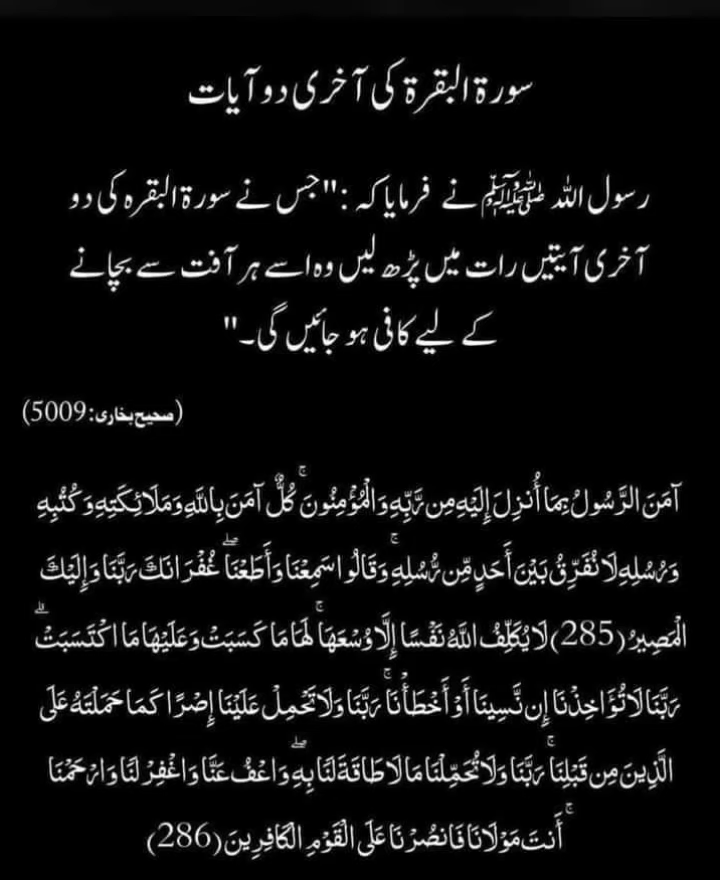 سورۃ البقرۃ کی آخری دو آیات
رسول اللہ ﷺ نے فرمایا کہ :"جس نے سورۃ البقرہ کی دو
آخری آیتیں رات میں پڑھ لیں وہ اسے ہر آفت سے بچانے
کے لیے کافی ہو جائیں گی۔"
(صحیح بخاری:5009)
آمَنَ الرَّسُولُ بِمَا أُنزِلَ إِلَيْهِ مِن رَّبِّهِ وَالْمُؤْمِنُونَ ۚ كُلٌّ آمَنَ بِاللَّهِ وَمَلَائِكَتِهِ وَكُتُبِهِ
وَرُسُلِهِ لَا نُفَرِّقُ بَيْنَ أَحَدٍ مِّن رُّسُلِهِ ۚ وَقَالُوا سَمِعْنَا وَأَطَعْنَا ۖ غُفْرَانَكَ رَبَّنَا وَإِلَيْكَ
الْمَصِيرُ (285) لَا يُكَلِّفُ اللَّهُ نَفْسًا إِلَّا وُسْعَهَا ۚ لَهَا مَا كَسَبَتْ وَعَلَيْهَا مَا اكْتَسَبَتْ ۗ
رَبَّنَا لَا تُؤَاخِذْنَا إِن نَّسِينَا أَوْ أَخْطَأْنَا ۚ رَبَّنَا وَلَا تَحْمِلْ عَلَيْنَا إِصْرًا كَمَا حَمَلْتَهُ عَلَى
الَّذِينَ مِن قَبْلِنَا ۚ رَبَّنَا وَلَا تُحَمِّلْنَا مَا لَا طَاقَةَ لَنَا بِهِ ۖ وَاعْفُ عَنَّا وَاغْفِرْ لَنَا وَارْحَمْنَا ۚ
أَنتَ مَوْلَانَا فَانصُرْنَا عَلَى الْقَوْمِ الْكَافِرِينَ (286)